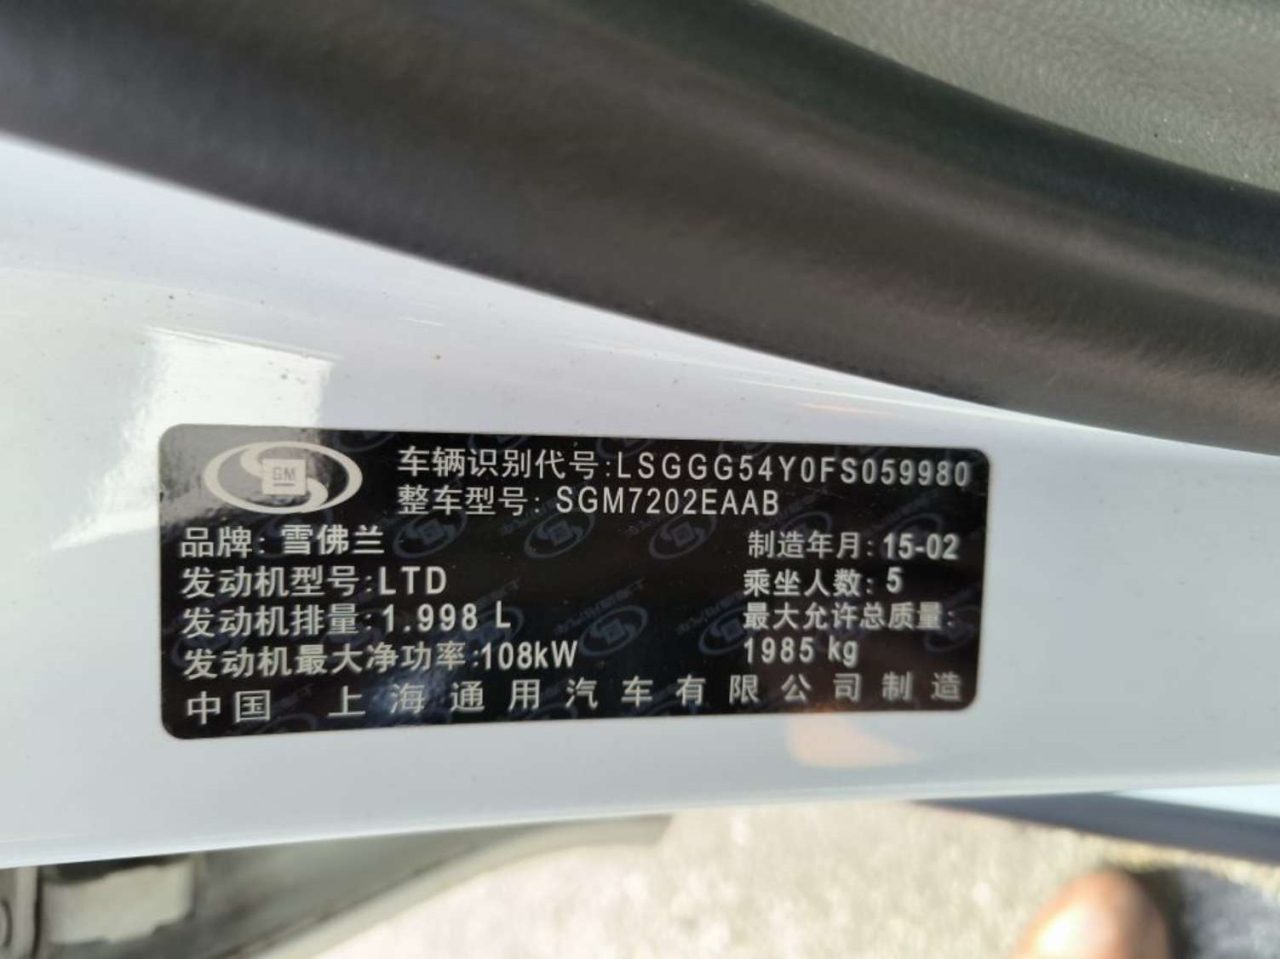 GM
车辆识别代号:LSGGG54Y0FS059980
整车型号: SGM7202EAAB
品牌: 雪佛兰
制造年月: 15-02
发动机型号: LTD
乘坐人数: 5
发动机排量: 1.998 L
最大允许总质量:
1985 kg
发动机最大净功率:108kW
中国 上海通用汽车有限公司制造